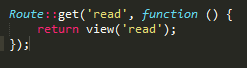 Route::get('read', function () {
    return view('read');
});